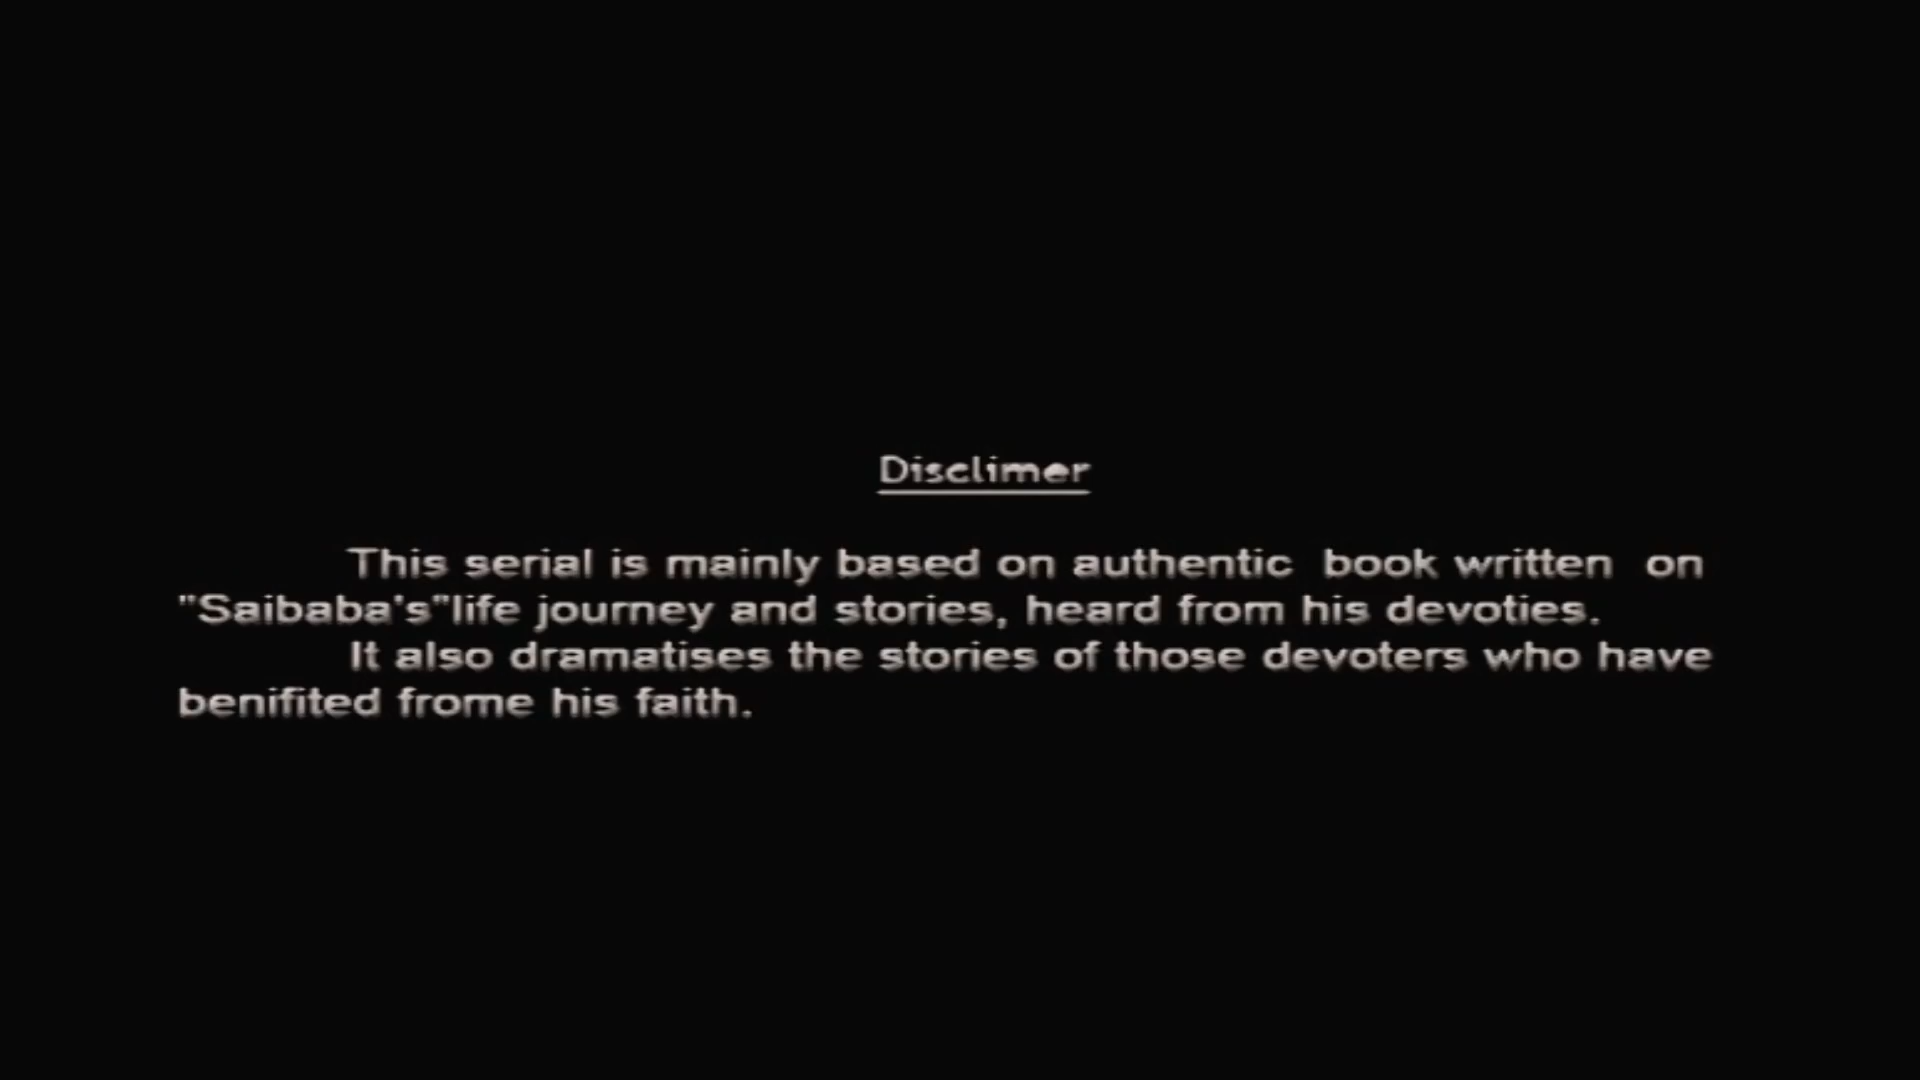 Disclimer
This serial is mainly based on authentic book written on
"Saibaba's"life journey and stories, heard from his devoties.
It also dramatises the stories of those devoters who have
benifited frome his faith.